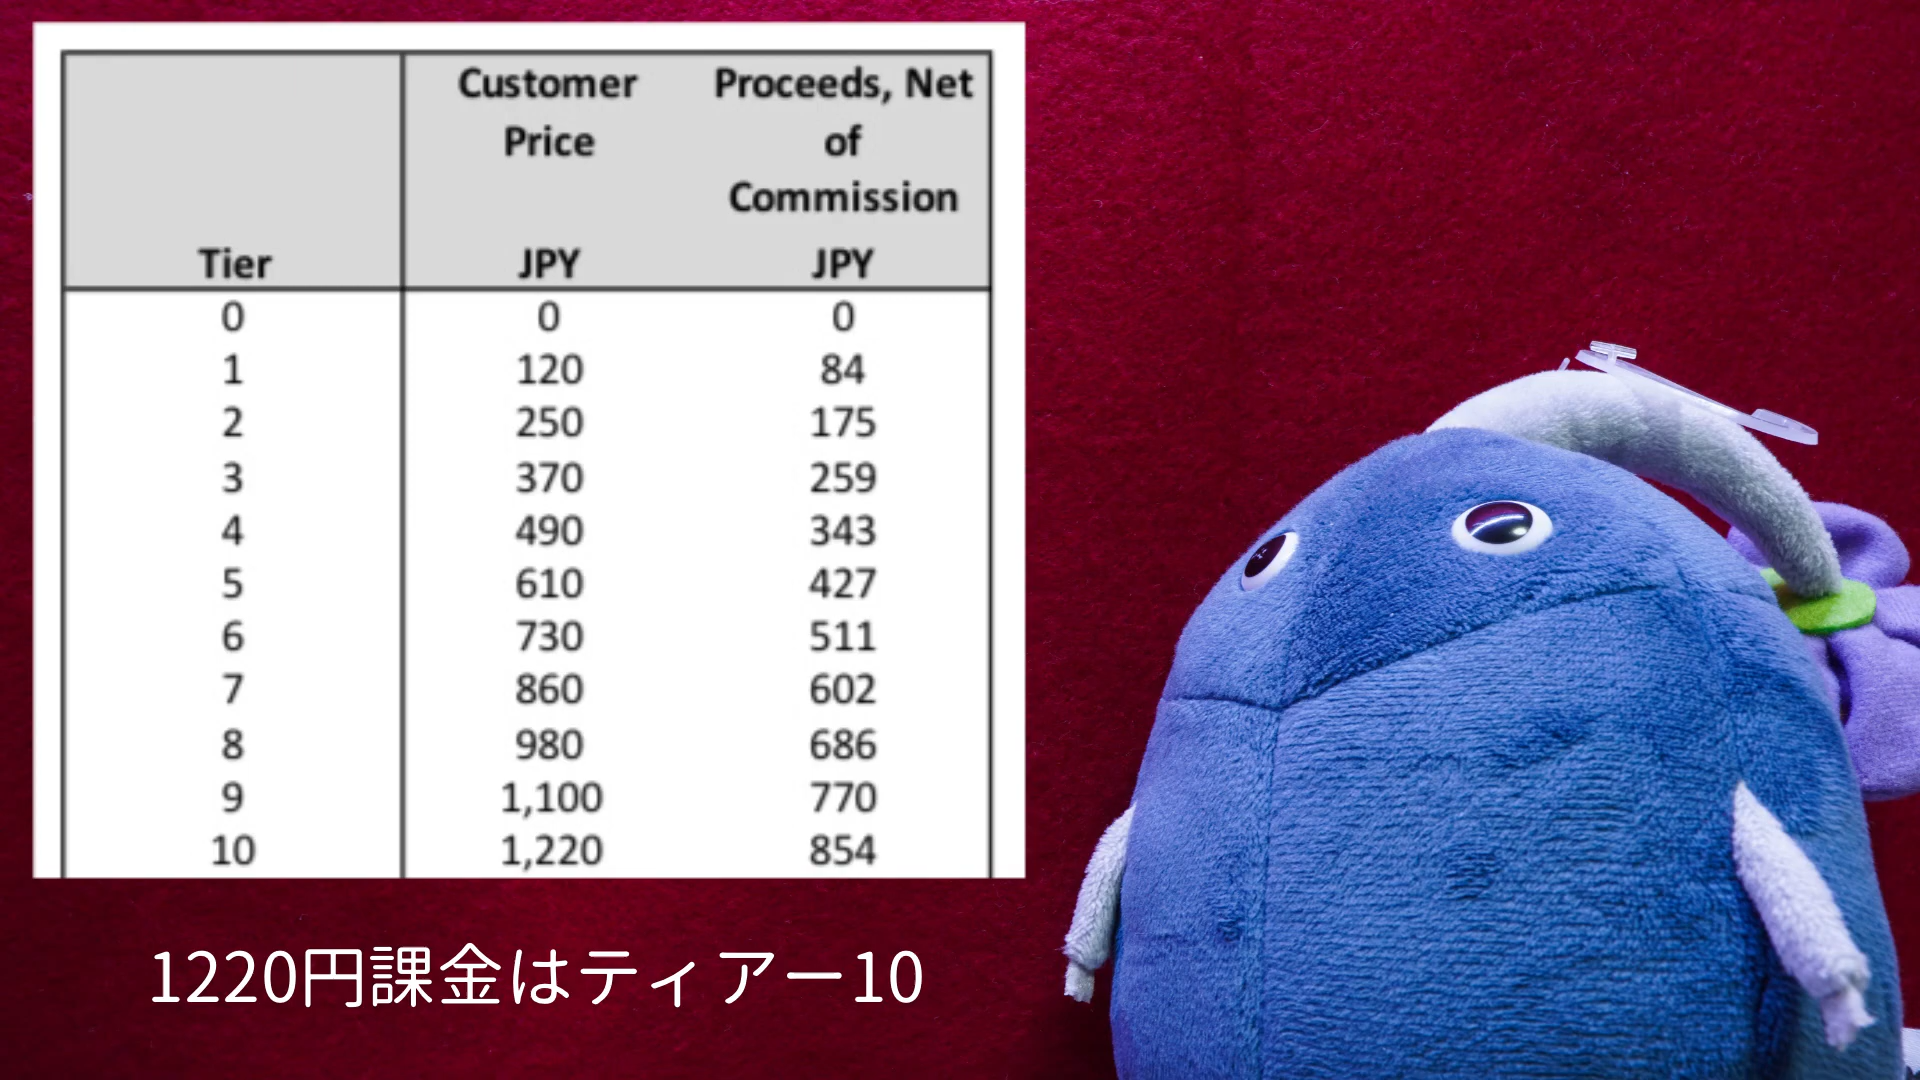 Customer Price
Proceeds, Net of Commission
Tier JPY JPY
0 0 0
1 120 84
2 250 175
3 370 259
4 490 343
5 610 427
6 730 511
7 860 602
8 980 686
9 1,100 770
10 1,220 854
1220円課金はティアー10